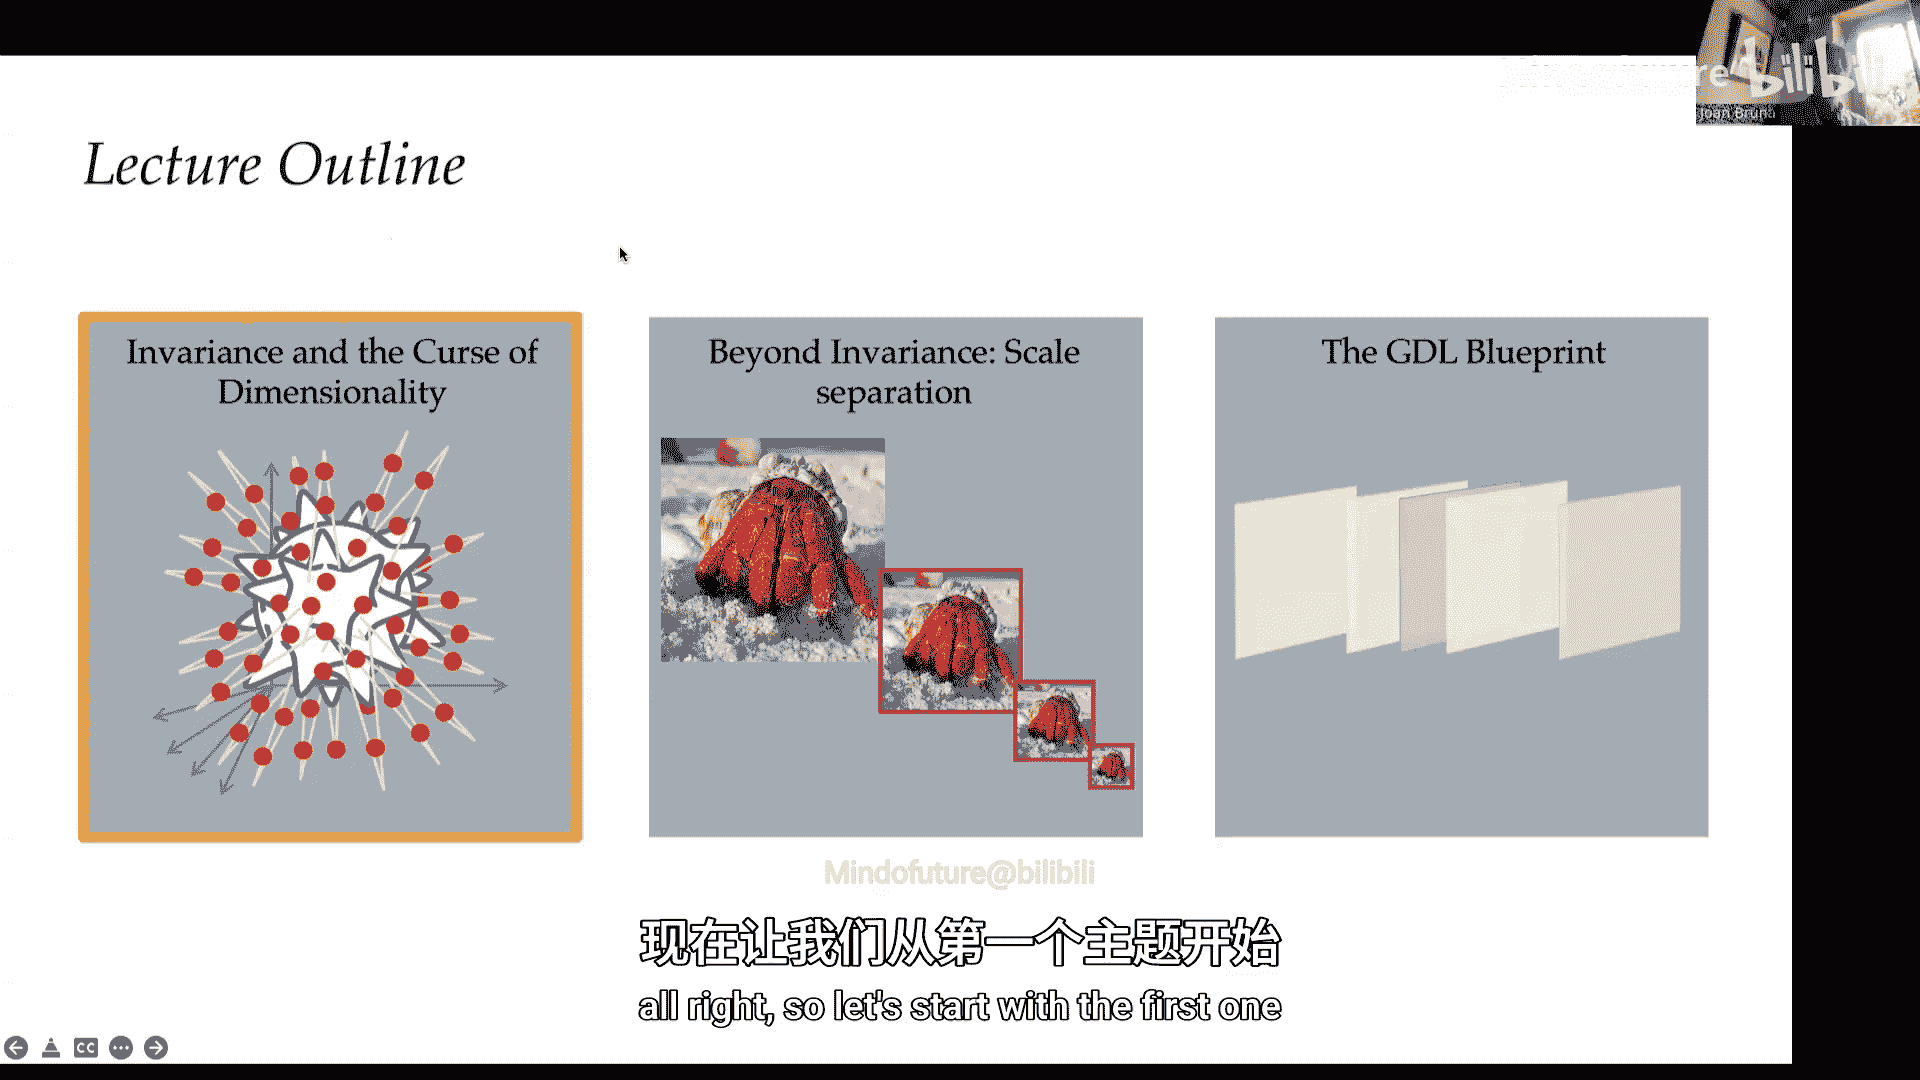 bilibili
Joan Bruna
Lecture Outline
Invariance and the Curse of
Dimensionality
Beyond Invariance: Scale
separation
The GDL Blueprint
Mindofuture@bilibili
现在让我们从第一个主题开始
all right, so let's start with the first one
CC